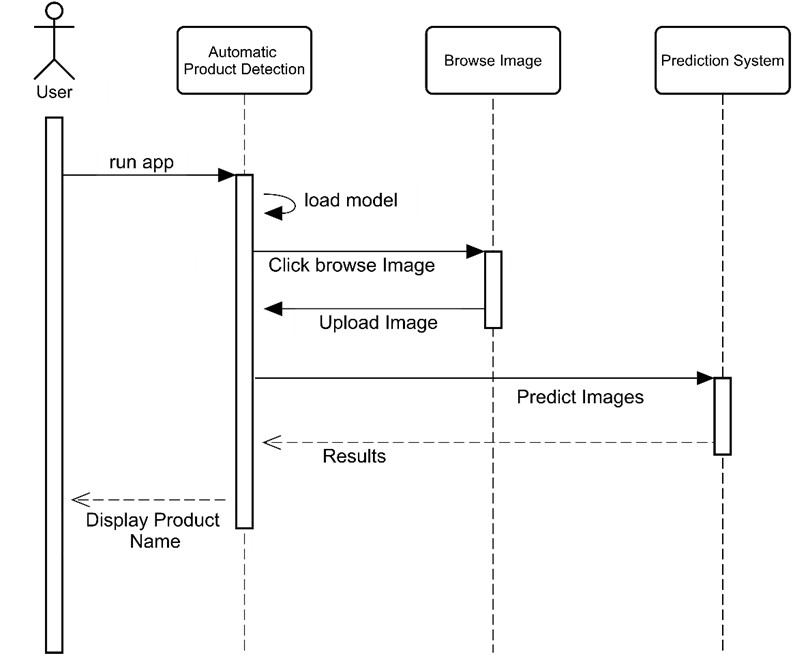 Automatic
Product Detection
Browse Image
Prediction System
User
run app
load model
Click browse Image
Upload Image
Predict Images
Results
Display Product
Name